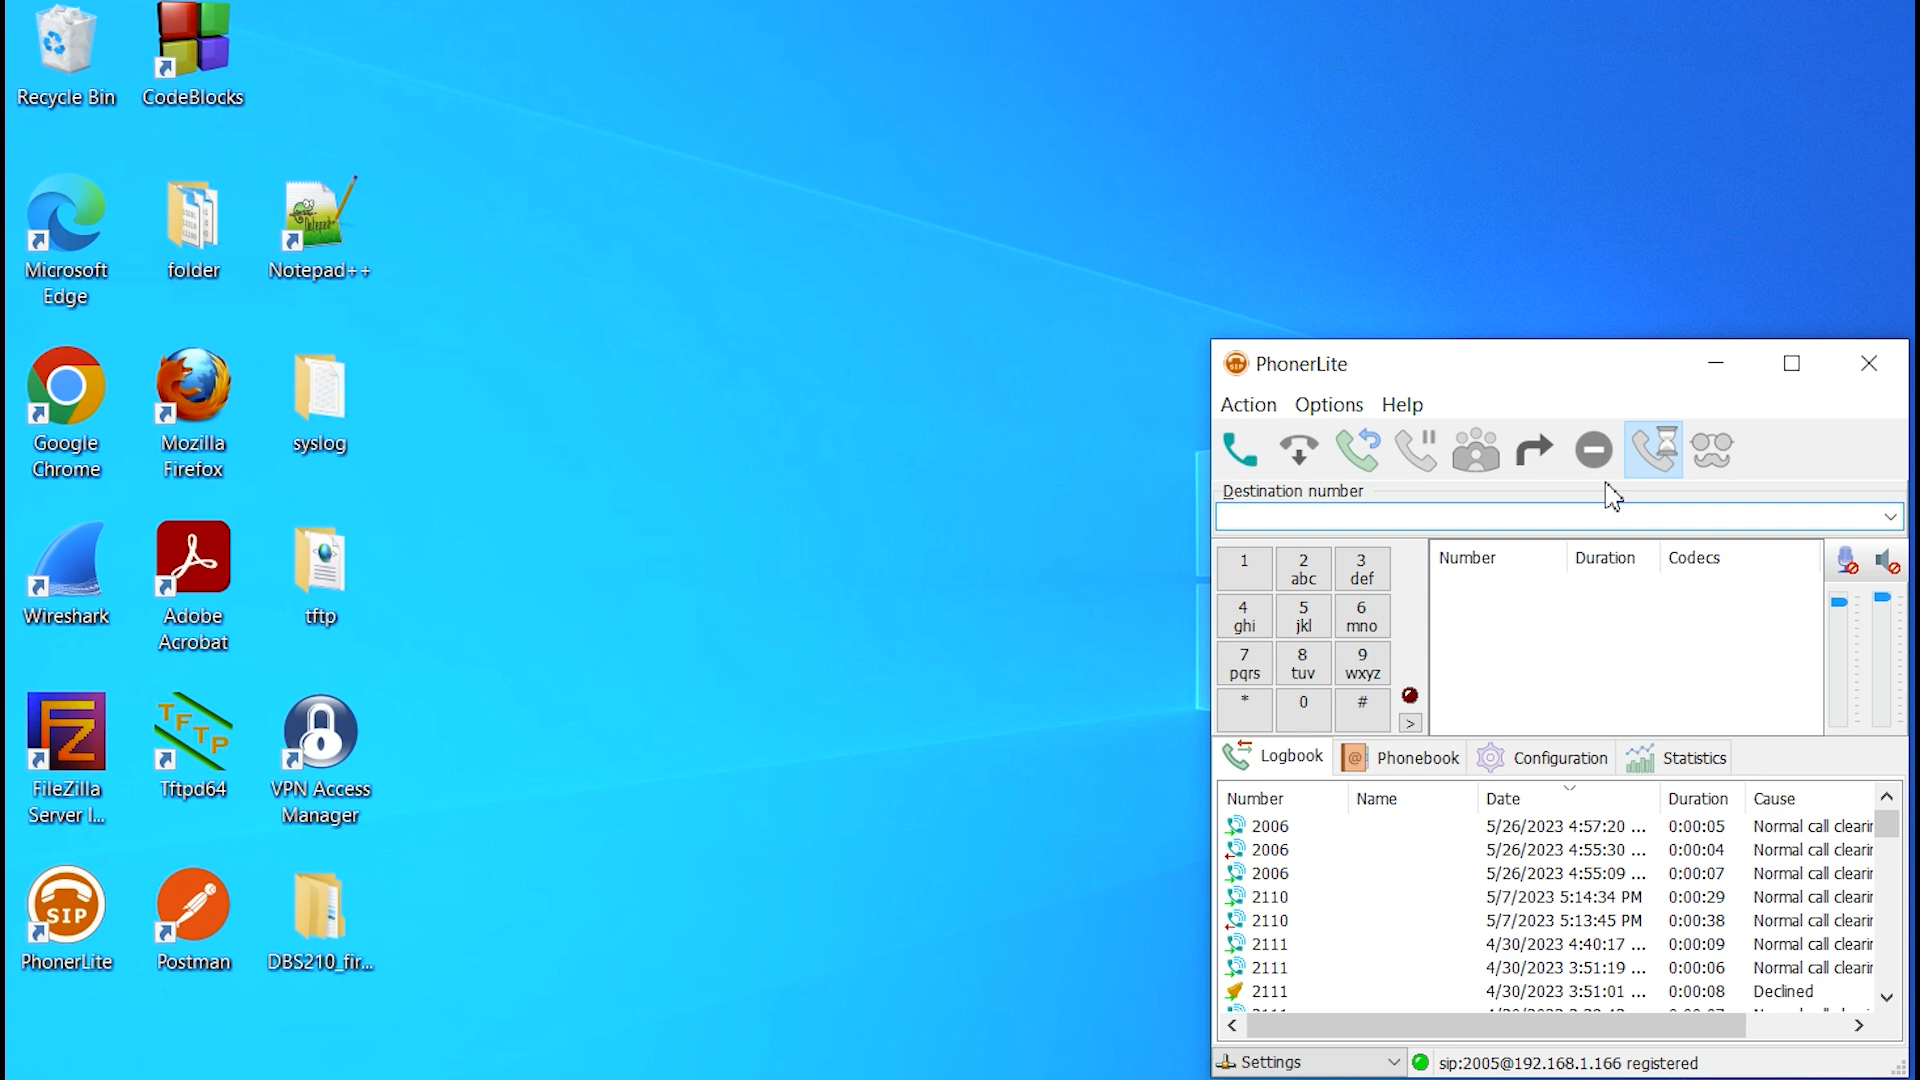 Recycle Bin
CodeBlocks
Microsoft
Edge
folder
Notepad++
Google
Chrome
Mozilla
Firefox
syslog
Wireshark
Adobe
Acrobat
tftp
FileZilla
Server I...
TFTP
Tftpd64
VPN Access
Manager
SIP
PhonerLite
Postman
DBS210_fir...
SIP
PhonerLite
Action Options Help
Destination number
Number Duration Codecs
1 2 3
abc def
4 5 6
ghi jkl mno
7 8 9
pqrs tuv wxyz
* 0 #
>
Logbook Phonebook Configuration Statistics
Number Name Date Duration Cause
2006 5/26/2023 4:57:20 ... 0:00:05 Normal call clearir
2006 5/26/2023 4:55:30 ... 0:00:04 Normal call clearir
2006 5/26/2023 4:55:09 ... 0:00:07 Normal call clearir
2110 5/7/2023 5:14:34 PM 0:00:29 Normal call clearir
2110 5/7/2023 5:13:45 PM 0:00:38 Normal call clearir
2111 4/30/2023 4:40:17 ... 0:00:09 Normal call clearir
2111 4/30/2023 3:51:19 ... 0:00:06 Normal call clearir
2111 4/30/2023 3:51:01 ... 0:00:08 Declined
Settings sip:2005@192.168.1.166 registered